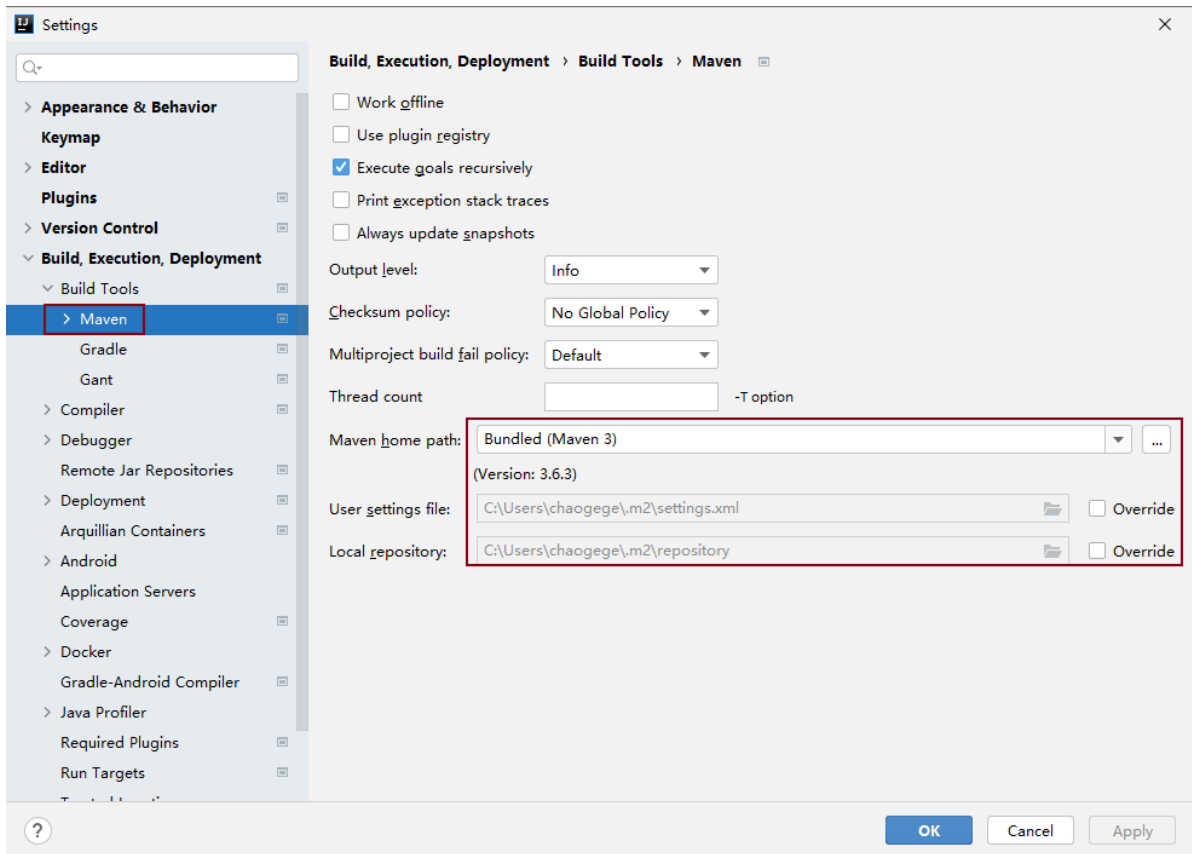 Settings
Appearance & Behavior
Keymap
Editor
Plugins
Version Control
Build, Execution, Deployment
Build Tools
Maven
Gradle
Gant
Compiler
Debugger
Remote Jar Repositories
Deployment
Arquillian Containers
Android
Application Servers
Coverage
Docker
Gradle-Android Compiler
Java Profiler
Required Plugins
Run Targets
Build, Execution, Deployment › Build Tools › Maven
Work offline
Use plugin registry
Execute goals recursively
Print exception stack traces
Always update snapshots
Output level: Info
Checksum policy: No Global Policy
Multiproject build fail policy: Default
Thread count -T option
Maven home path: Bundled (Maven 3) ...
(Version: 3.6.3)
User settings file: C:\Users\chaogege\.m2\settings.xml Override
Local repository: C:\Users\chaogege\.m2\repository Override
? OK Cancel Apply